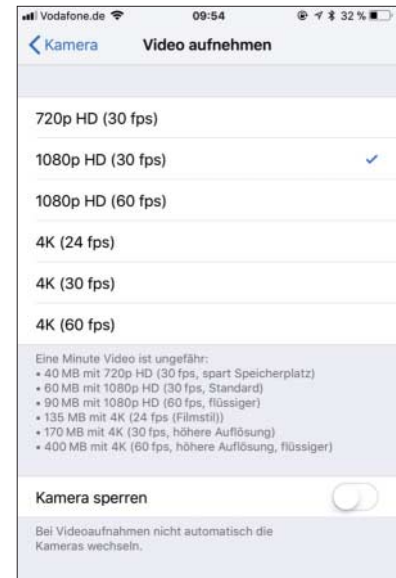 Vodafone.de 09:54 32 %
Kamera Video aufnehmen
720p HD (30 fps)
1080p HD (30 fps)
1080p HD (60 fps)
4K (24 fps)
4K (30 fps)
4K (60 fps)
Eine Minute Video ist ungefähr:
• 40 MB mit 720p HD (30 fps, spart Speicherplatz)
• 60 MB mit 1080p HD (30 fps, Standard)
• 90 MB mit 1080p HD (60 fps, flüssiger)
• 135 MB mit 4K (24 fps (Filmstil))
• 170 MB mit 4K (30 fps, höhere Auflösung)
• 400 MB mit 4K (60 fps, höhere Auflösung, flüssiger)
Kamera sperren
Bei Videoaufnahmen nicht automatisch die
Kameras wechseln.